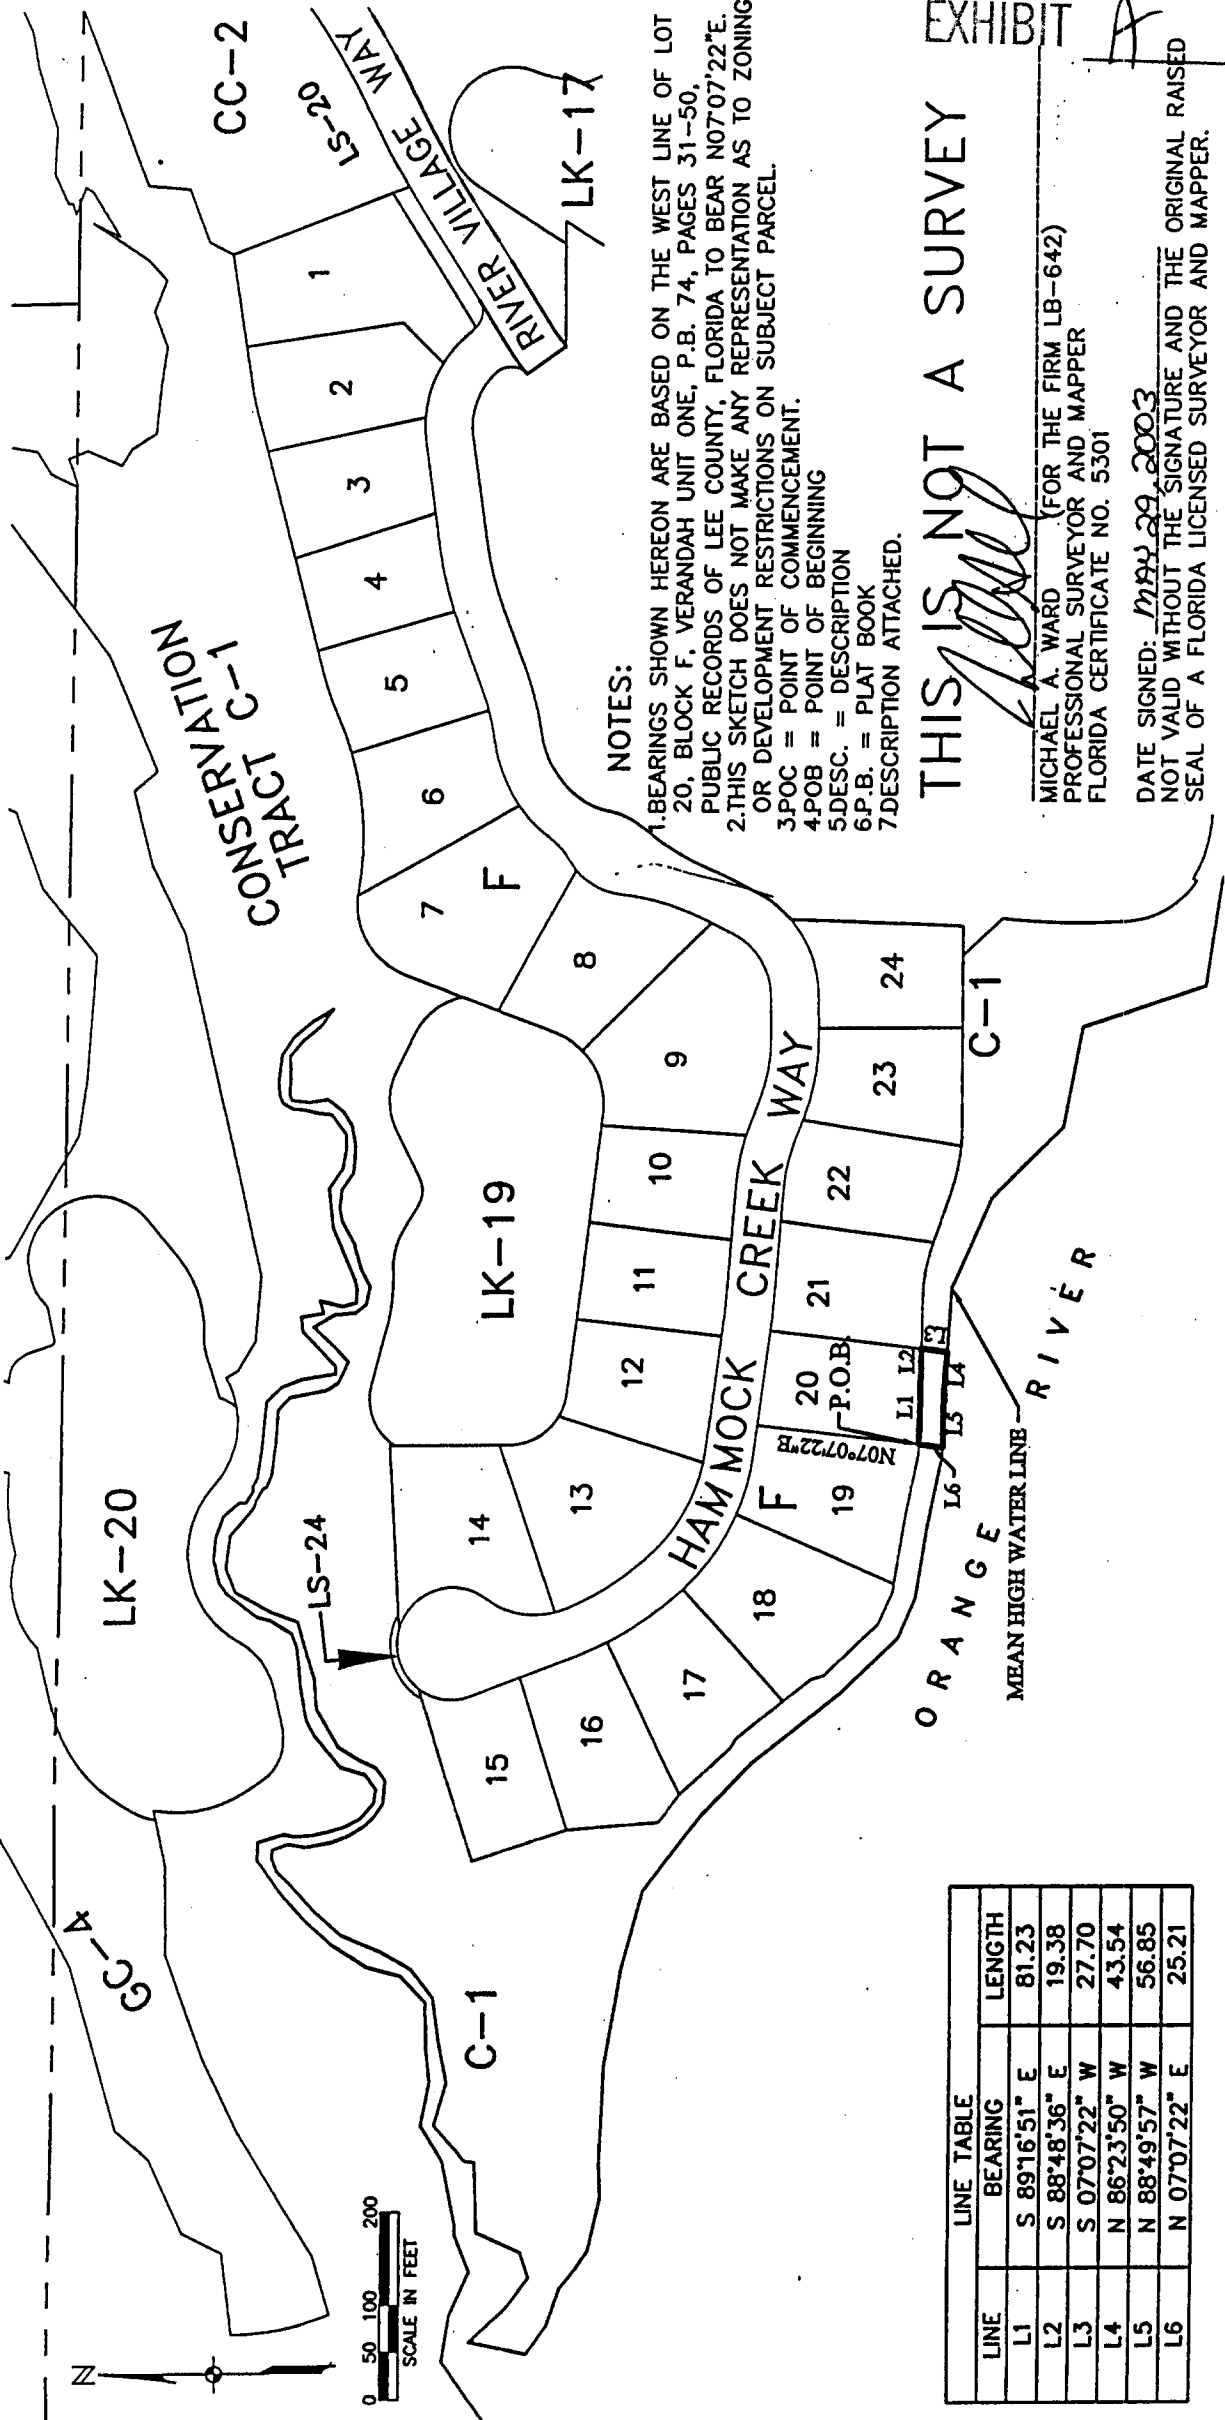 EXHIBIT A
CC-2
LS-20
RIVER VILLAGE WAY
LK-17
CONSERVATION
TRACT C-1
1
2
3
4
5
6
7
F
8
9
10
11
12
13
14
15
16
17
18
19
20
21
22
23
24
F
LK-19
LK-20
LS-24
GC-4
C-1
C-1
HAMMOCK CREEK WAY
N07°07'22"E
P.O.B.
L1
L2
L3
L4
L5
L6
ORANGE RIVER
MEAN HIGH WATER LINE
N
0 50 100 200
SCALE IN FEET
NOTES:
1.BEARINGS SHOWN HEREON ARE BASED ON THE WEST LINE OF LOT
20, BLOCK F, VERANDAH UNIT ONE, P.B. 74, PAGES 31-50,
PUBLIC RECORDS OF LEE COUNTY, FLORIDA TO BEAR N07°07'22"E.
2.THIS SKETCH DOES NOT MAKE ANY REPRESENTATION AS TO ZONING
OR DEVELOPMENT RESTRICTIONS ON SUBJECT PARCEL.
3.POC = POINT OF COMMENCEMENT.
4.POB = POINT OF BEGINNING
5.DESC. = DESCRIPTION
6.P.B. = PLAT BOOK
7.DESCRIPTION ATTACHED.
THIS IS NOT A SURVEY
MICHAEL A. WARD (FOR THE FIRM LB-642)
PROFESSIONAL SURVEYOR AND MAPPER
FLORIDA CERTIFICATE NO. 5301
DATE SIGNED: MAY 29, 2003
NOT VALID WITHOUT THE SIGNATURE AND THE ORIGINAL RAISED
SEAL OF A FLORIDA LICENSED SURVEYOR AND MAPPER.
LINE TABLE
LINE BEARING LENGTH
L1 S 89°16'51" E 81.23
L2 S 88°48'36" E 19.38
L3 S 07°07'22" W 27.70
L4 N 86°23'50" W 43.54
L5 N 88°49'57" W 56.85
L6 N 07°07'22" E 25.21